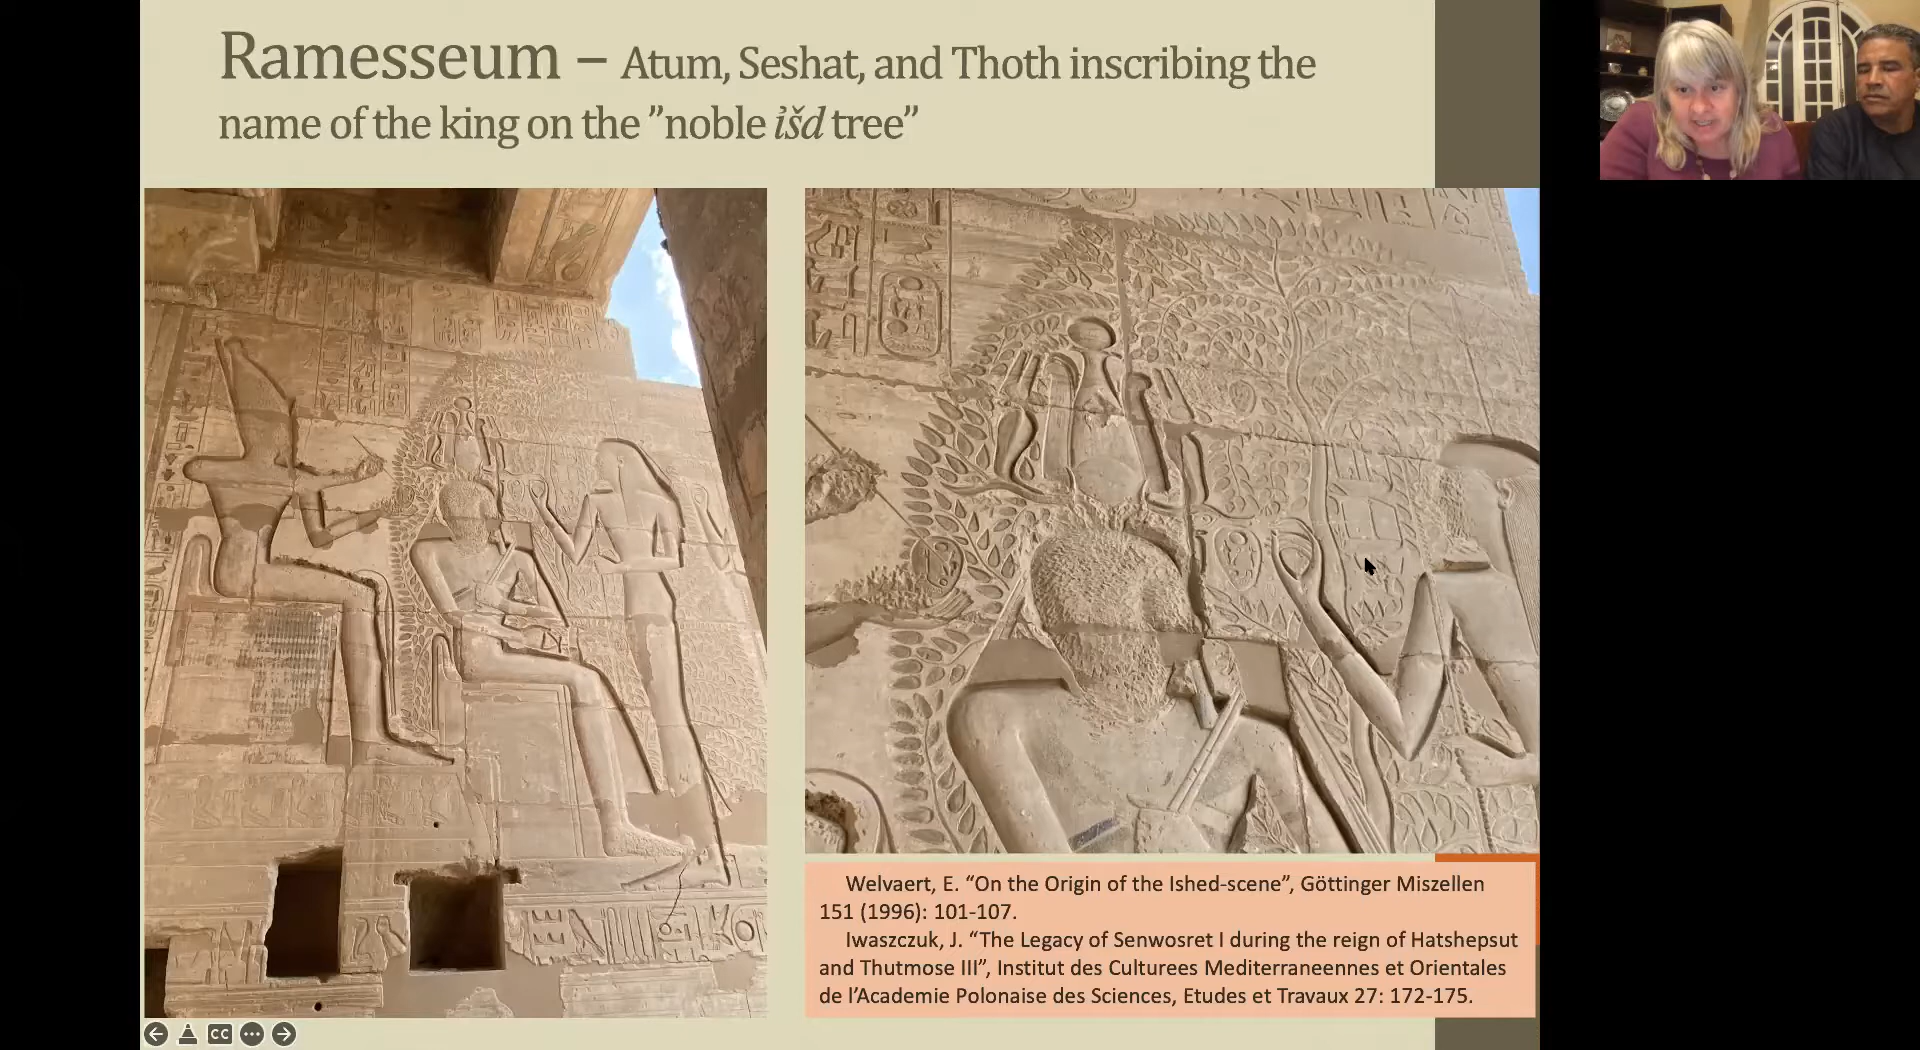 Ramesseum – Atum, Seshat, and Thoth inscribing the
name of the king on the ”noble ỉšd tree”
Welvaert, E. “On the Origin of the Ished-scene”, Göttinger Miszellen
151 (1996): 101-107.
Iwaszczuk, J. “The Legacy of Senwosret I during the reign of Hatshepsut
and Thutmose III”, Institut des Culturees Mediterraneennes et Orientales
de l’Academie Polonaise des Sciences, Etudes et Travaux 27: 172-175.
CC